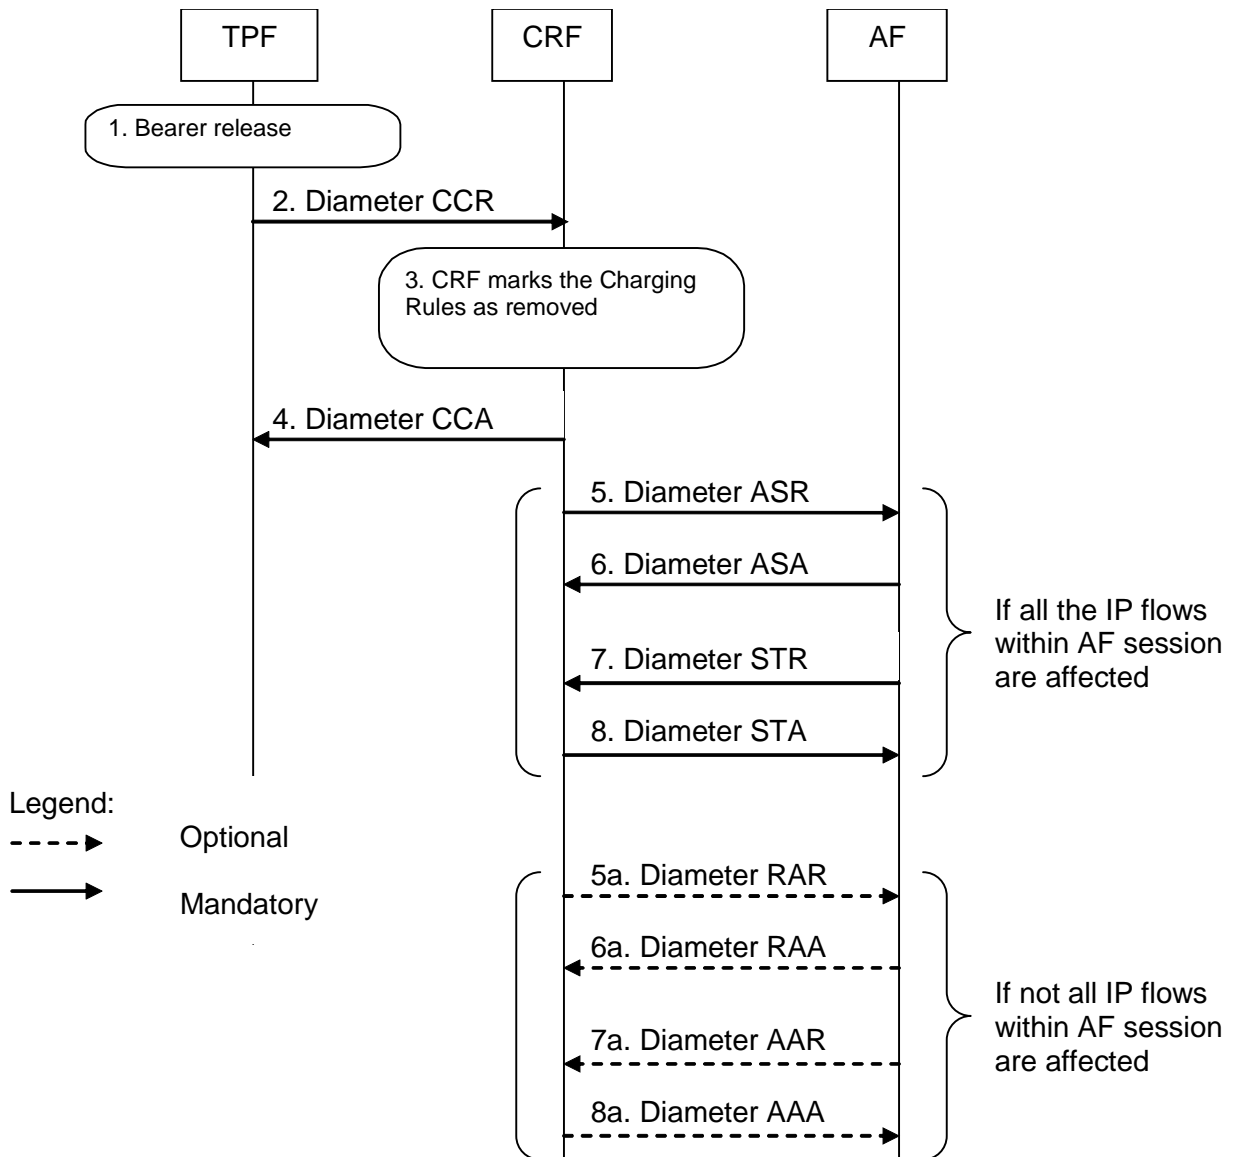 TPF
CRF
AF
1. Bearer release
2. Diameter CCR
3. CRF marks the Charging
Rules as removed
4. Diameter CCA
5. Diameter ASR
6. Diameter ASA
7. Diameter STR
8. Diameter STA
If all the IP flows
within AF session
are affected
Legend:
Optional
Mandatory
5a. Diameter RAR
6a. Diameter RAA
7a. Diameter AAR
8a. Diameter AAA
If not all IP flows
within AF session
are affected